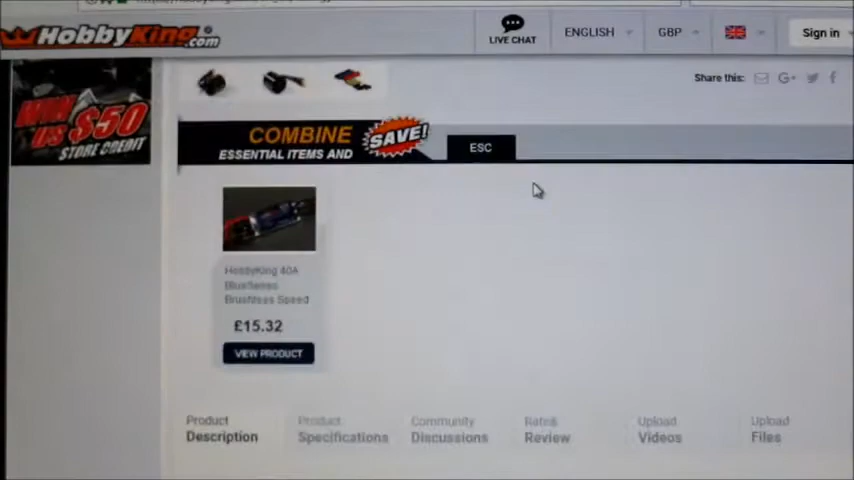 HobbyKing.com
LIVE CHAT
ENGLISH
GBP
Sign in
WIN
US $50
STORE CREDIT
Share this:
G+
COMBINE
ESSENTIAL ITEMS AND
SAVE!
ESC
HobbyKing 40A
BlueSeries
Brushless Speed
£15.32
VIEW PRODUCT
Product
Description
Product
Specifications
Community
Discussions
Rate&
Review
Upload
Videos
Upload
Files